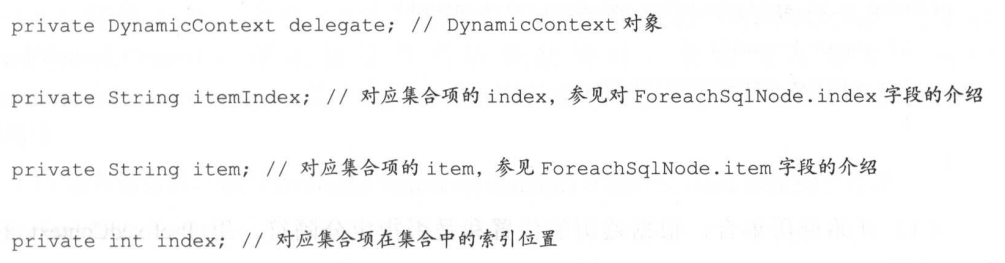 private DynamicContext delegate; // DynamicContext 对象
private String itemIndex; // 对应集合项的 index, 参见对 ForeachSqlNode.index 字段的介绍
private String item; // 对应集合项的 item, 参见 ForeachSqlNode.item 字段的介绍
private int index; // 对应集合项在集合中的索引位置